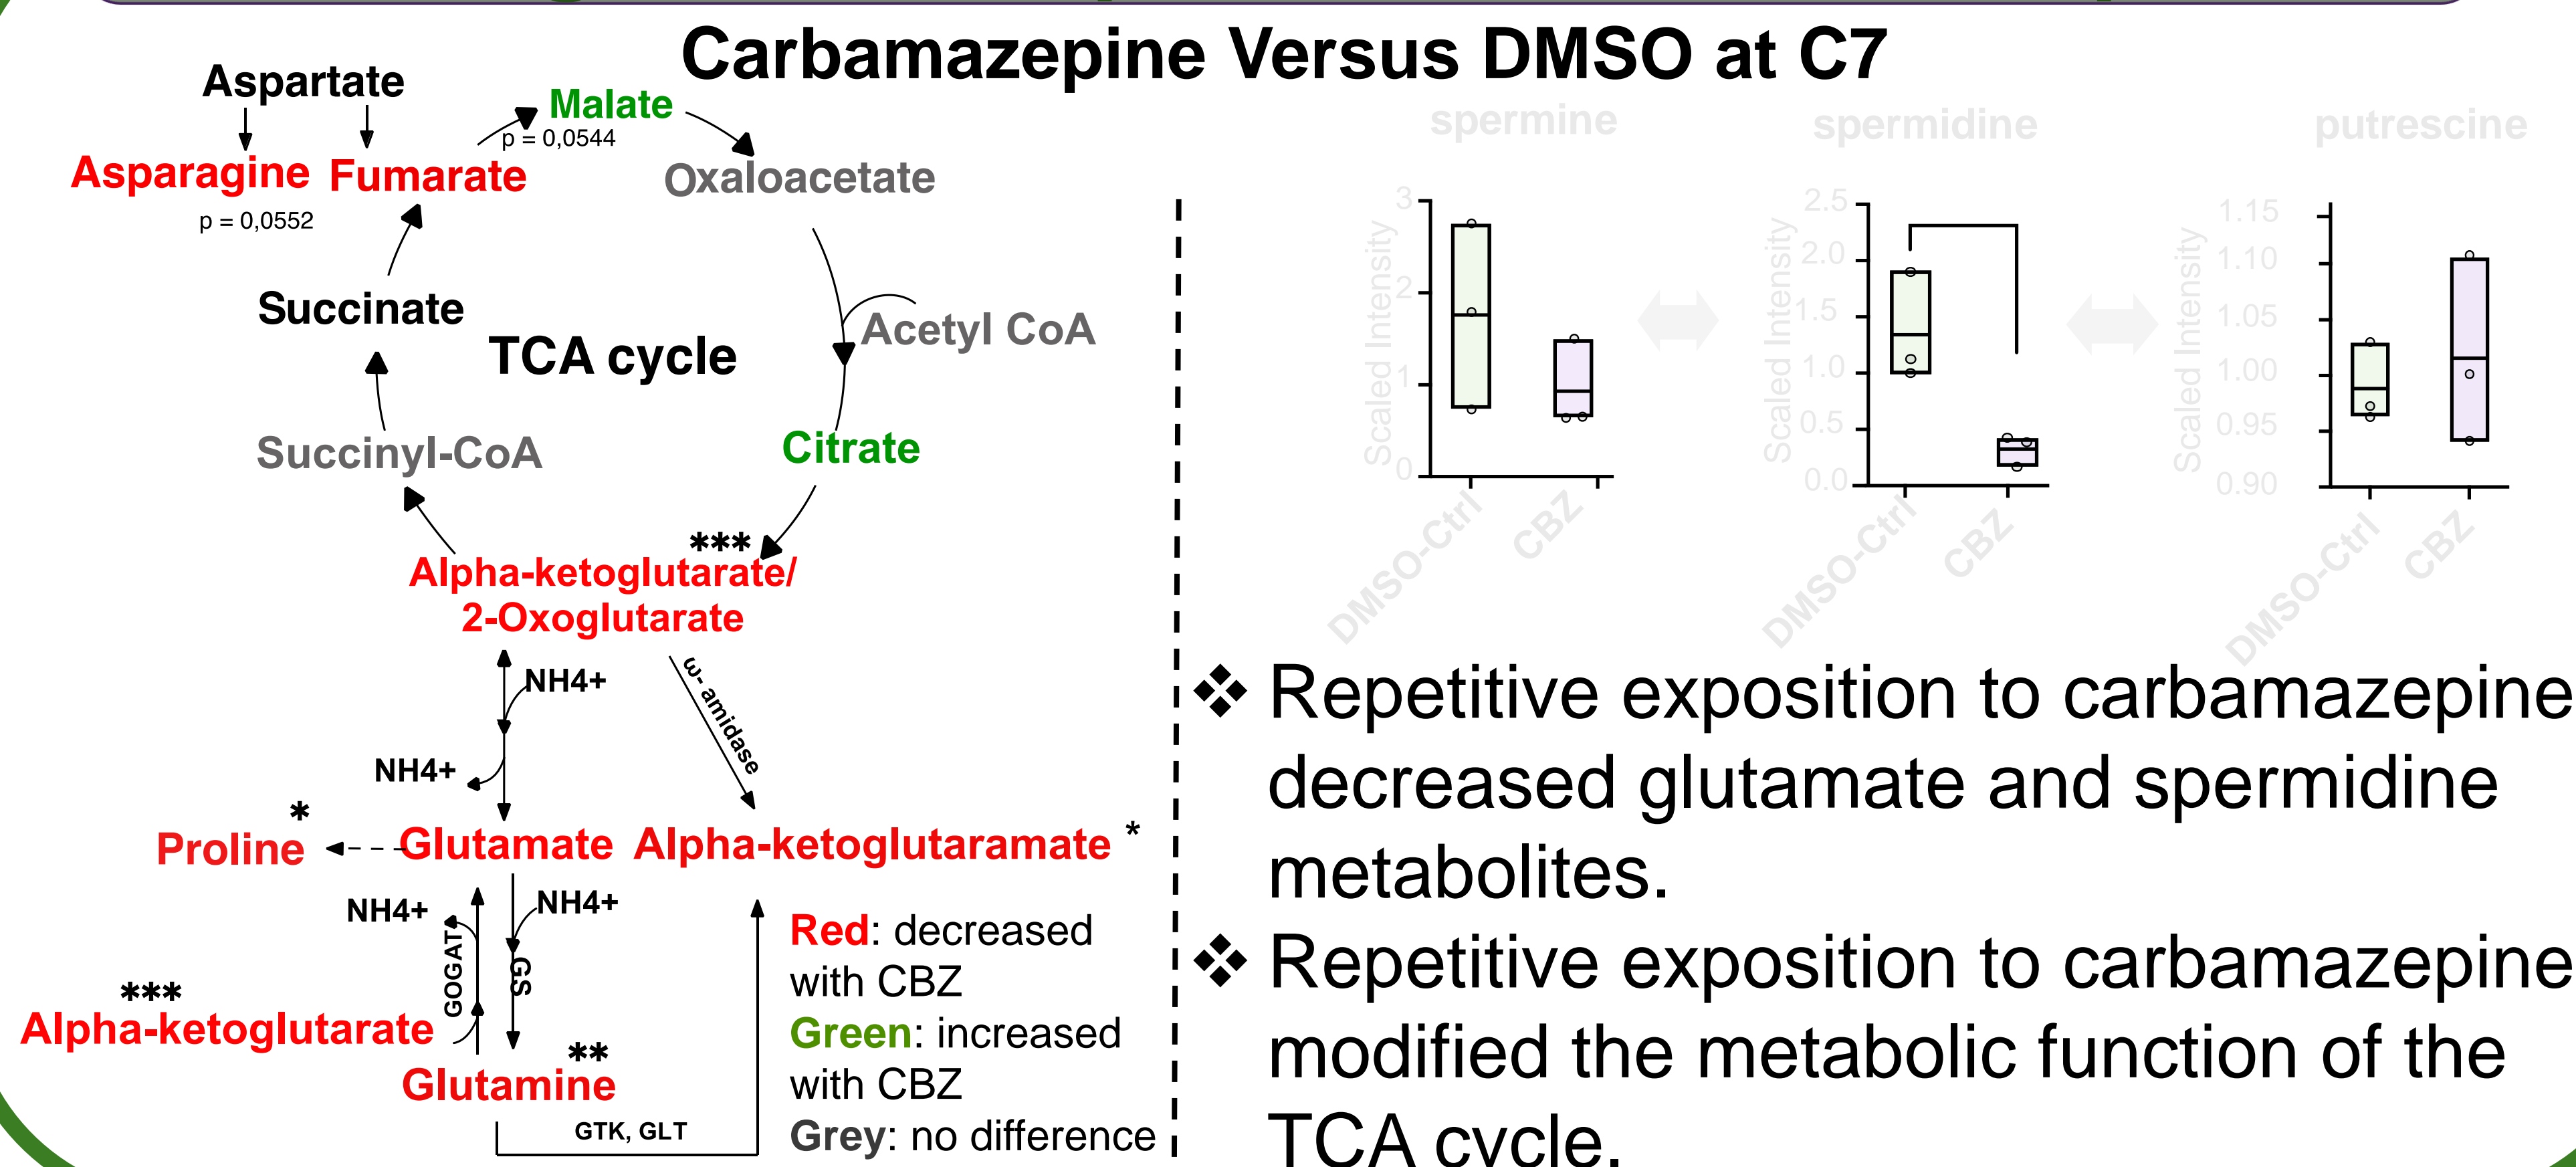 Carbamazepine Versus DMSO at C7
Aspartate
Malate
p = 0,0544
Asparagine
Fumarate
p = 0,0552
Oxaloacetate
Succinate
TCA cycle
Acetyl CoA
Succinyl-CoA
Citrate
***
Alpha-ketoglutarate/
2-Oxoglutarate
NH4+
ω- amidase
NH4+
*
Proline
Glutamate
Alpha-ketoglutaramate *
NH4+
NH4+
GOGAT
GS
***
Alpha-ketoglutarate
**
Glutamine
GTK, GLT
Red: decreased
with CBZ
Green: increased
with CBZ
Grey: no difference
spermine
Scaled Intensity
3
2
1
0
DMSO-Ctrl
CBZ
spermidine
Scaled Intensity
2.5
2.0
1.5
1.0
0.5
0.0
DMSO-Ctrl
CBZ
putrescine
Scaled Intensity
1.15
1.10
1.05
1.00
0.95
0.90
DMSO-Ctrl
CBZ
❖ Repetitive exposition to carbamazepine
decreased glutamate and spermidine
metabolites.
❖ Repetitive exposition to carbamazepine
modified the metabolic function of the
TCA cycle.